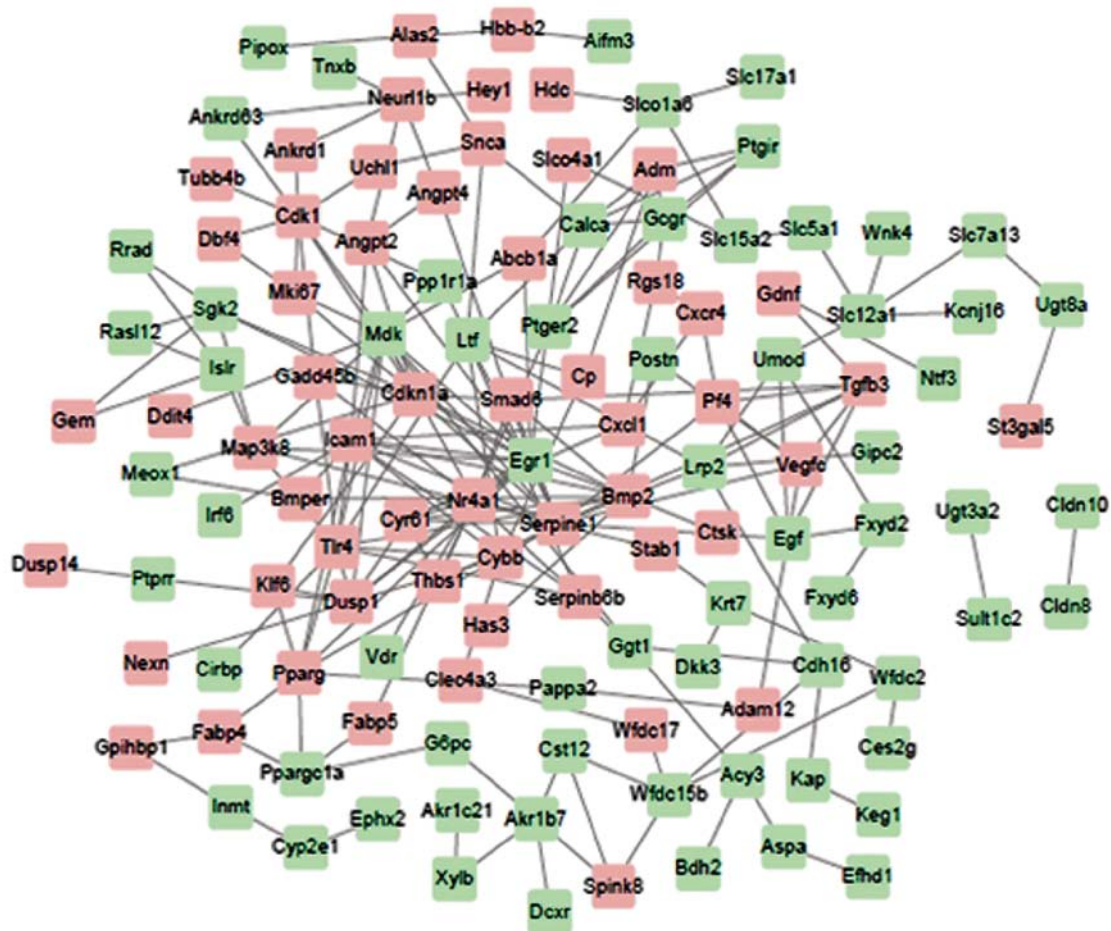 Alas2
Hbb-b2
Aifm3
Pipox
Tnxb
Neurl1b
Hey1
Hdc
Slc17a1
Slco1a6
Ankrd63
Ankrd1
Snca
Slco4a1
Adm
Ptgir
Tubb4b
Uchl1
Angpt4
Cdk1
Calca
Gcgr
Slc15a2
Slc5a1
Wnk4
Slc7a13
Dbf4
Angpt2
Rrad
Abcb1a
Ppp1r1a
Rgs18
Gdnf
Mki67
Sgk2
Cxcr4
Slc12a1
Kcnj16
Ugt8a
Rasl12
Mdk
Ltf
Ptger2
Islr
Postn
Umod
Gadd45b
Cp
Ntf3
Cdkn1a
Smad6
Tgfb3
Pf4
Gem
Ddit4
Cxcl1
St3gal5
Map3k8
Icam1
Egr1
Lrp2
Vegfc
Gipc2
Meox1
Bmper
Nr4a1
Bmp2
Irf6
Cyr61
Serpine1
Ugt3a2
Cldn10
Ctsk
Fxyd2
Stab1
Egf
Tlr4
Cybb
Dusp14
Ptprr
Klf6
Thbs1
Dusp1
Serpinb6b
Krt7
Fxyd6
Sult1c2
Cldn8
Has3
Ggt1
Nexn
Cirbp
Vdr
Pparg
Clec4a3
Pappa2
Dkk3
Cdh16
Wfdc2
Adam12
Fabp4
Fabp5
Wfdc17
Gpihbp1
G6pc
Cst12
Ces2g
Ppargc1a
Acy3
Kap
Wfdc15b
Inmt
Akr1c21
Akr1b7
Keg1
Ephx2
Cyp2e1
Aspa
Bdh2
Efhd1
Xylb
Spink8
Dcxr